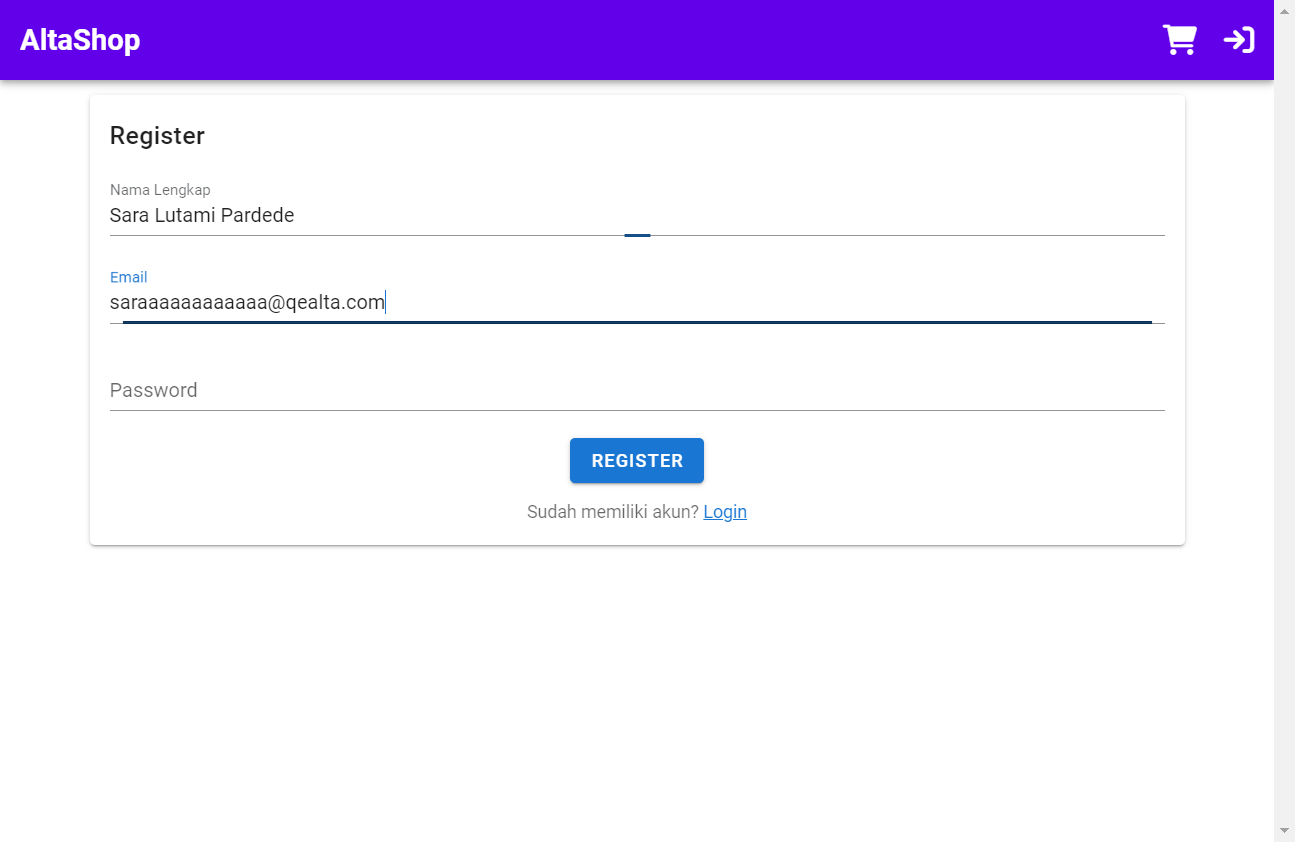 AltaShop
Register
Nama Lengkap
Sara Lutami Pardede
Email
saraaaaaaaaaaaa@qealta.com
Password
REGISTER
Sudah memiliki akun? Login